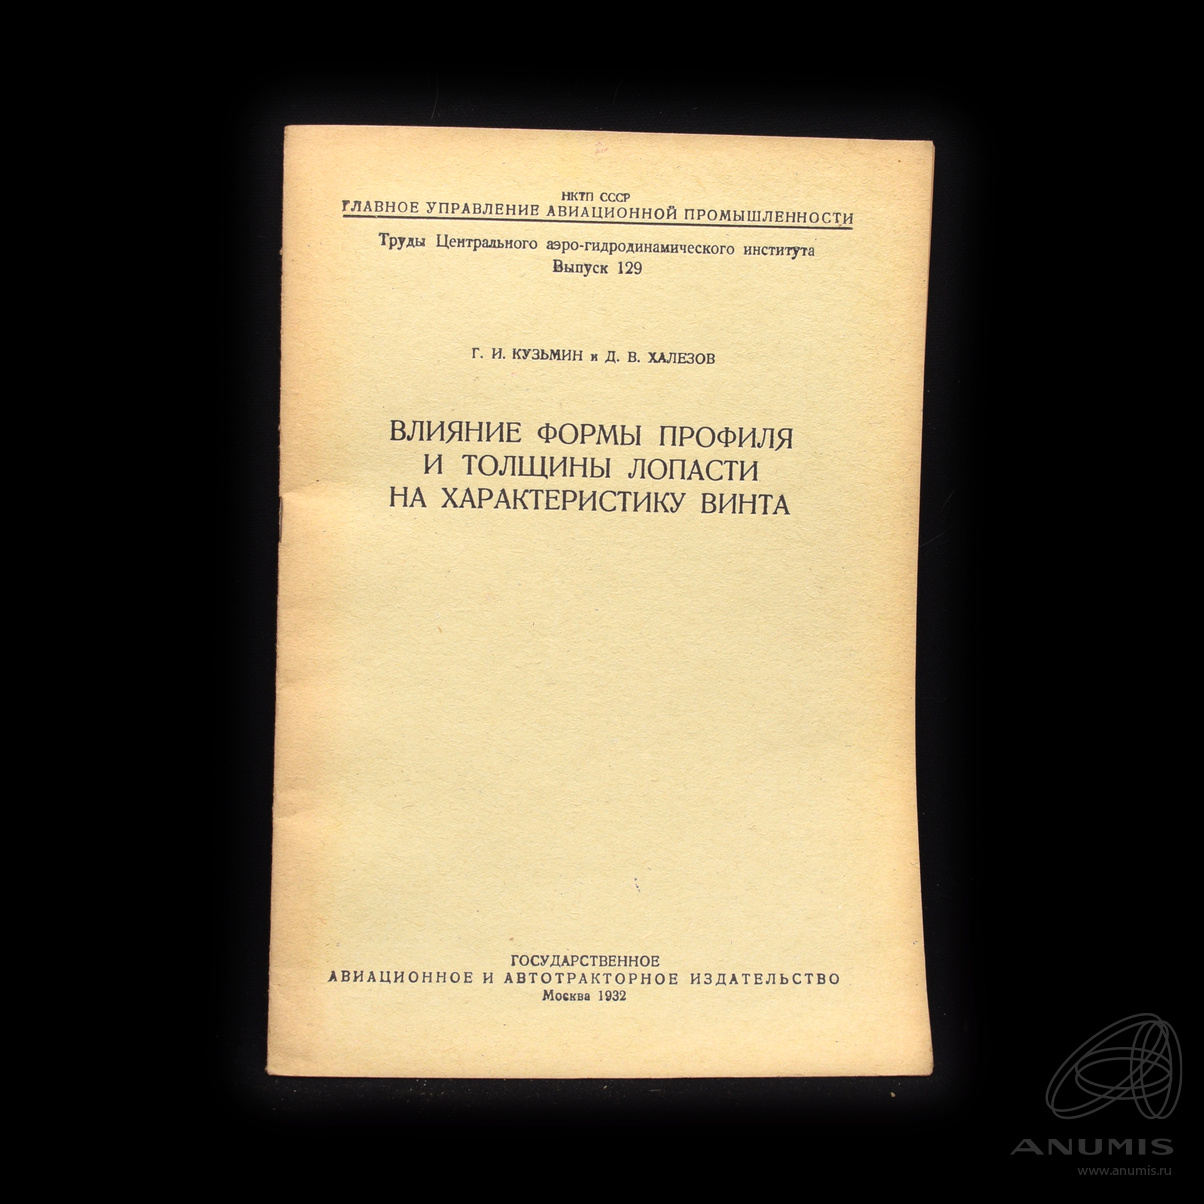 НКТП СССР
ГЛАВНОЕ УПРАВЛЕНИЕ АВИАЦИОННОЙ ПРОМЫШЛЕННОСТИ
Труды Центрального аэро-гидродинамического института
Выпуск 129
Г. И. КУЗЬМИН и Д. В. ХАЛЕЗОВ
ВЛИЯНИЕ ФОРМЫ ПРОФИЛЯ
И ТОЛЩИНЫ ЛОПАСТИ
НА ХАРАКТЕРИСТИКУ ВИНТА
ГОСУДАРСТВЕННОЕ
АВИАЦИОННОЕ И АВТОТРАКТОРНОЕ ИЗДАТЕЛЬСТВО
Москва 1932
ANUMIS
www.anumis.ru